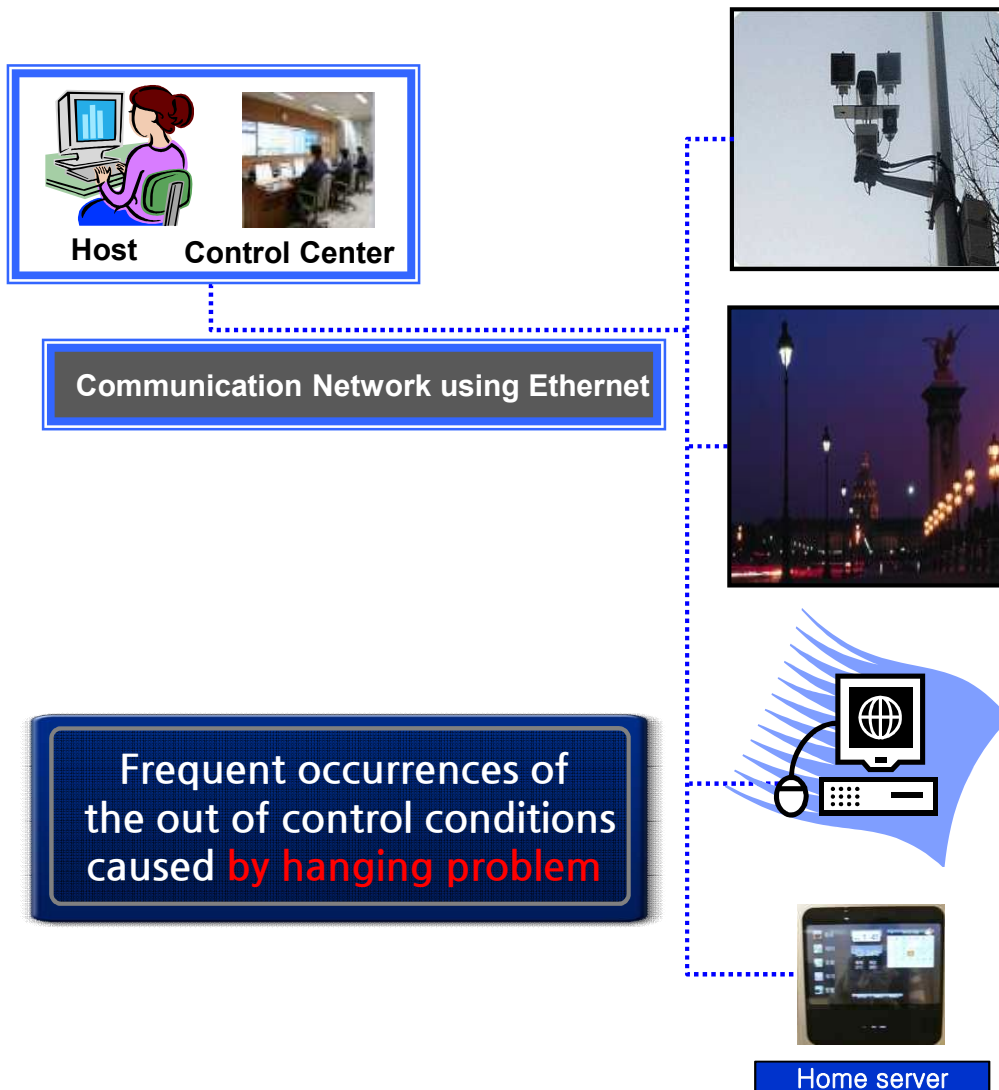 Host
Control Center
Communication Network using Ethernet
Frequent occurrences of
the out of control conditions
caused by hanging problem
Home server